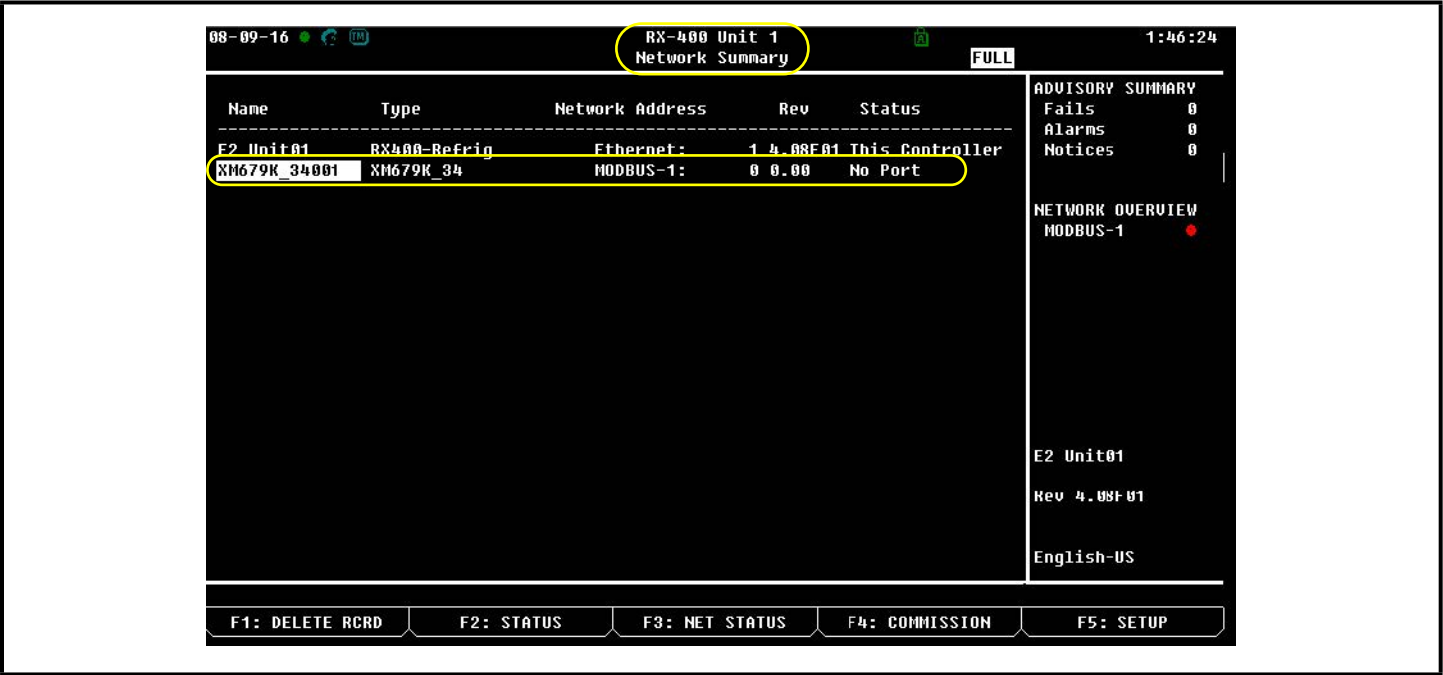 08-09-16 TM RX-400 Unit 1 A 1:46:24
Network Summary FULL
ADVISORY SUMMARY
Name Type Network Address Rev Status Fails 0
Alarms 0
E2 Unit01 RX400-Refrig Ethernet: 1 4.08F01 This Controller Notices 0
XM679K_34001 XM679K_34 MODBUS-1: 0 0.00 No Port
NETWORK OVERVIEW
MODBUS-1
E2 Unit01
Rev 4.08F01
English-US
F1: DELETE RCRD F2: STATUS F3: NET STATUS F4: COMMISSION F5: SETUP